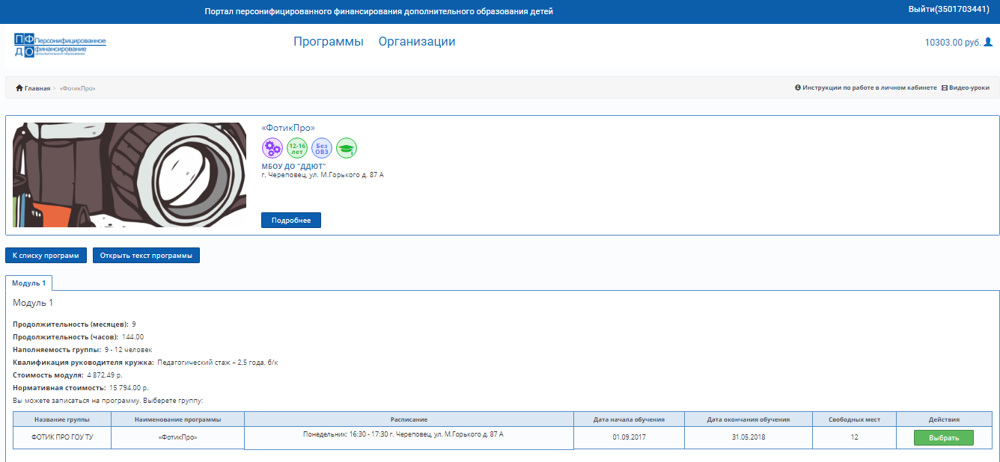 Портал персонифицированного финансирования дополнительного образования детей
Выйти(3501703441)
ПФ Персонифицированное
ДО финансирование
дополнительного образования
Программы Организации
10303.00 руб.
Главная > «ФотикПро»
Инструкции по работе в личном кабинете Видео-уроки
«ФотикПро»
12-16 лет
Без ОВЗ
МБОУ ДО "ДДЮТ"
г. Череповец, ул. М.Горького д. 87 А
Подробнее
К списку программ Открыть текст программы
Модуль 1
Модуль 1
Продолжительность (месяцев): 9
Продолжительность (часов): 144.00
Наполняемость группы: 9 - 12 человек
Квалификация руководителя кружка: Педагогический стаж – 2,5 года, б/к
Стоимость модуля: 4 872,49 р.
Нормативная стоимость: 15 794,00 р.
Вы можете записаться на программу. Выберете группу:
Название группы Наименование программы Расписание Дата начала обучения Дата окончания обучения Свободных мест Действия
ФОТИК ПРО ГОУ ТУ «ФотикПро» Понедельник: 16:30 - 17:30 г. Череповец, ул. М.Горького д. 87 А 01.09.2017 31.05.2018 12 Выбрать